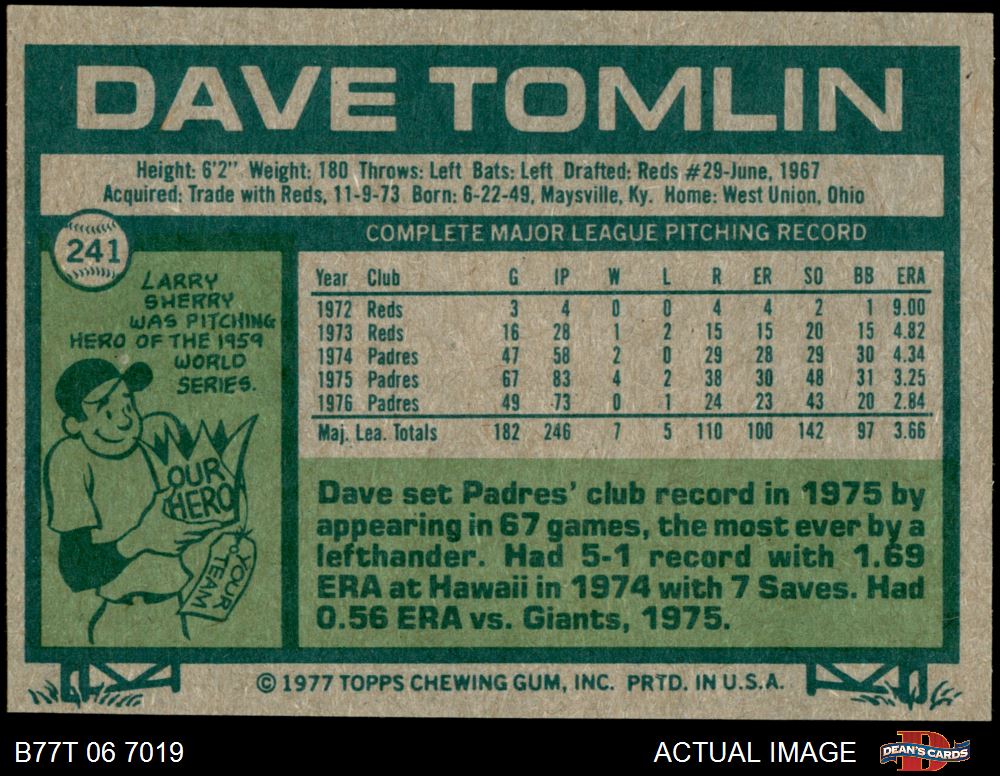 DAVE TOMLIN
Height: 6'2" Weight: 180 Throws: Left Bats: Left Drafted: Reds #29-June, 1967
Acquired: Trade with Reds, 11-9-73 Born: 6-22-49, Maysville, Ky. Home: West Union, Ohio
241
LARRY
SHERRY
WAS PITCHING
HERO OF THE 1959
WORLD
SERIES.
OUR
HERO
YOUR
TEAM
COMPLETE MAJOR LEAGUE PITCHING RECORD
Year Club G IP W L R ER SO BB ERA
1972 Reds 3 4 0 0 4 4 2 1 9.00
1973 Reds 16 28 1 2 15 15 20 15 4.82
1974 Padres 47 58 2 0 29 28 29 30 4.34
1975 Padres 67 83 4 2 38 30 48 31 3.25
1976 Padres 49 73 0 1 24 23 43 20 2.84
Maj. Lea. Totals 182 246 7 5 110 100 142 97 3.66
Dave set Padres' club record in 1975 by
appearing in 67 games, the most ever by a
lefthander. Had 5-1 record with 1.69
ERA at Hawaii in 1974 with 7 Saves. Had
0.56 ERA vs. Giants, 1975.
© 1977 TOPPS CHEWING GUM, INC. PRTD. IN U.S.A.
B77T 06 7019
ACTUAL IMAGE
DEAN'S CARDS